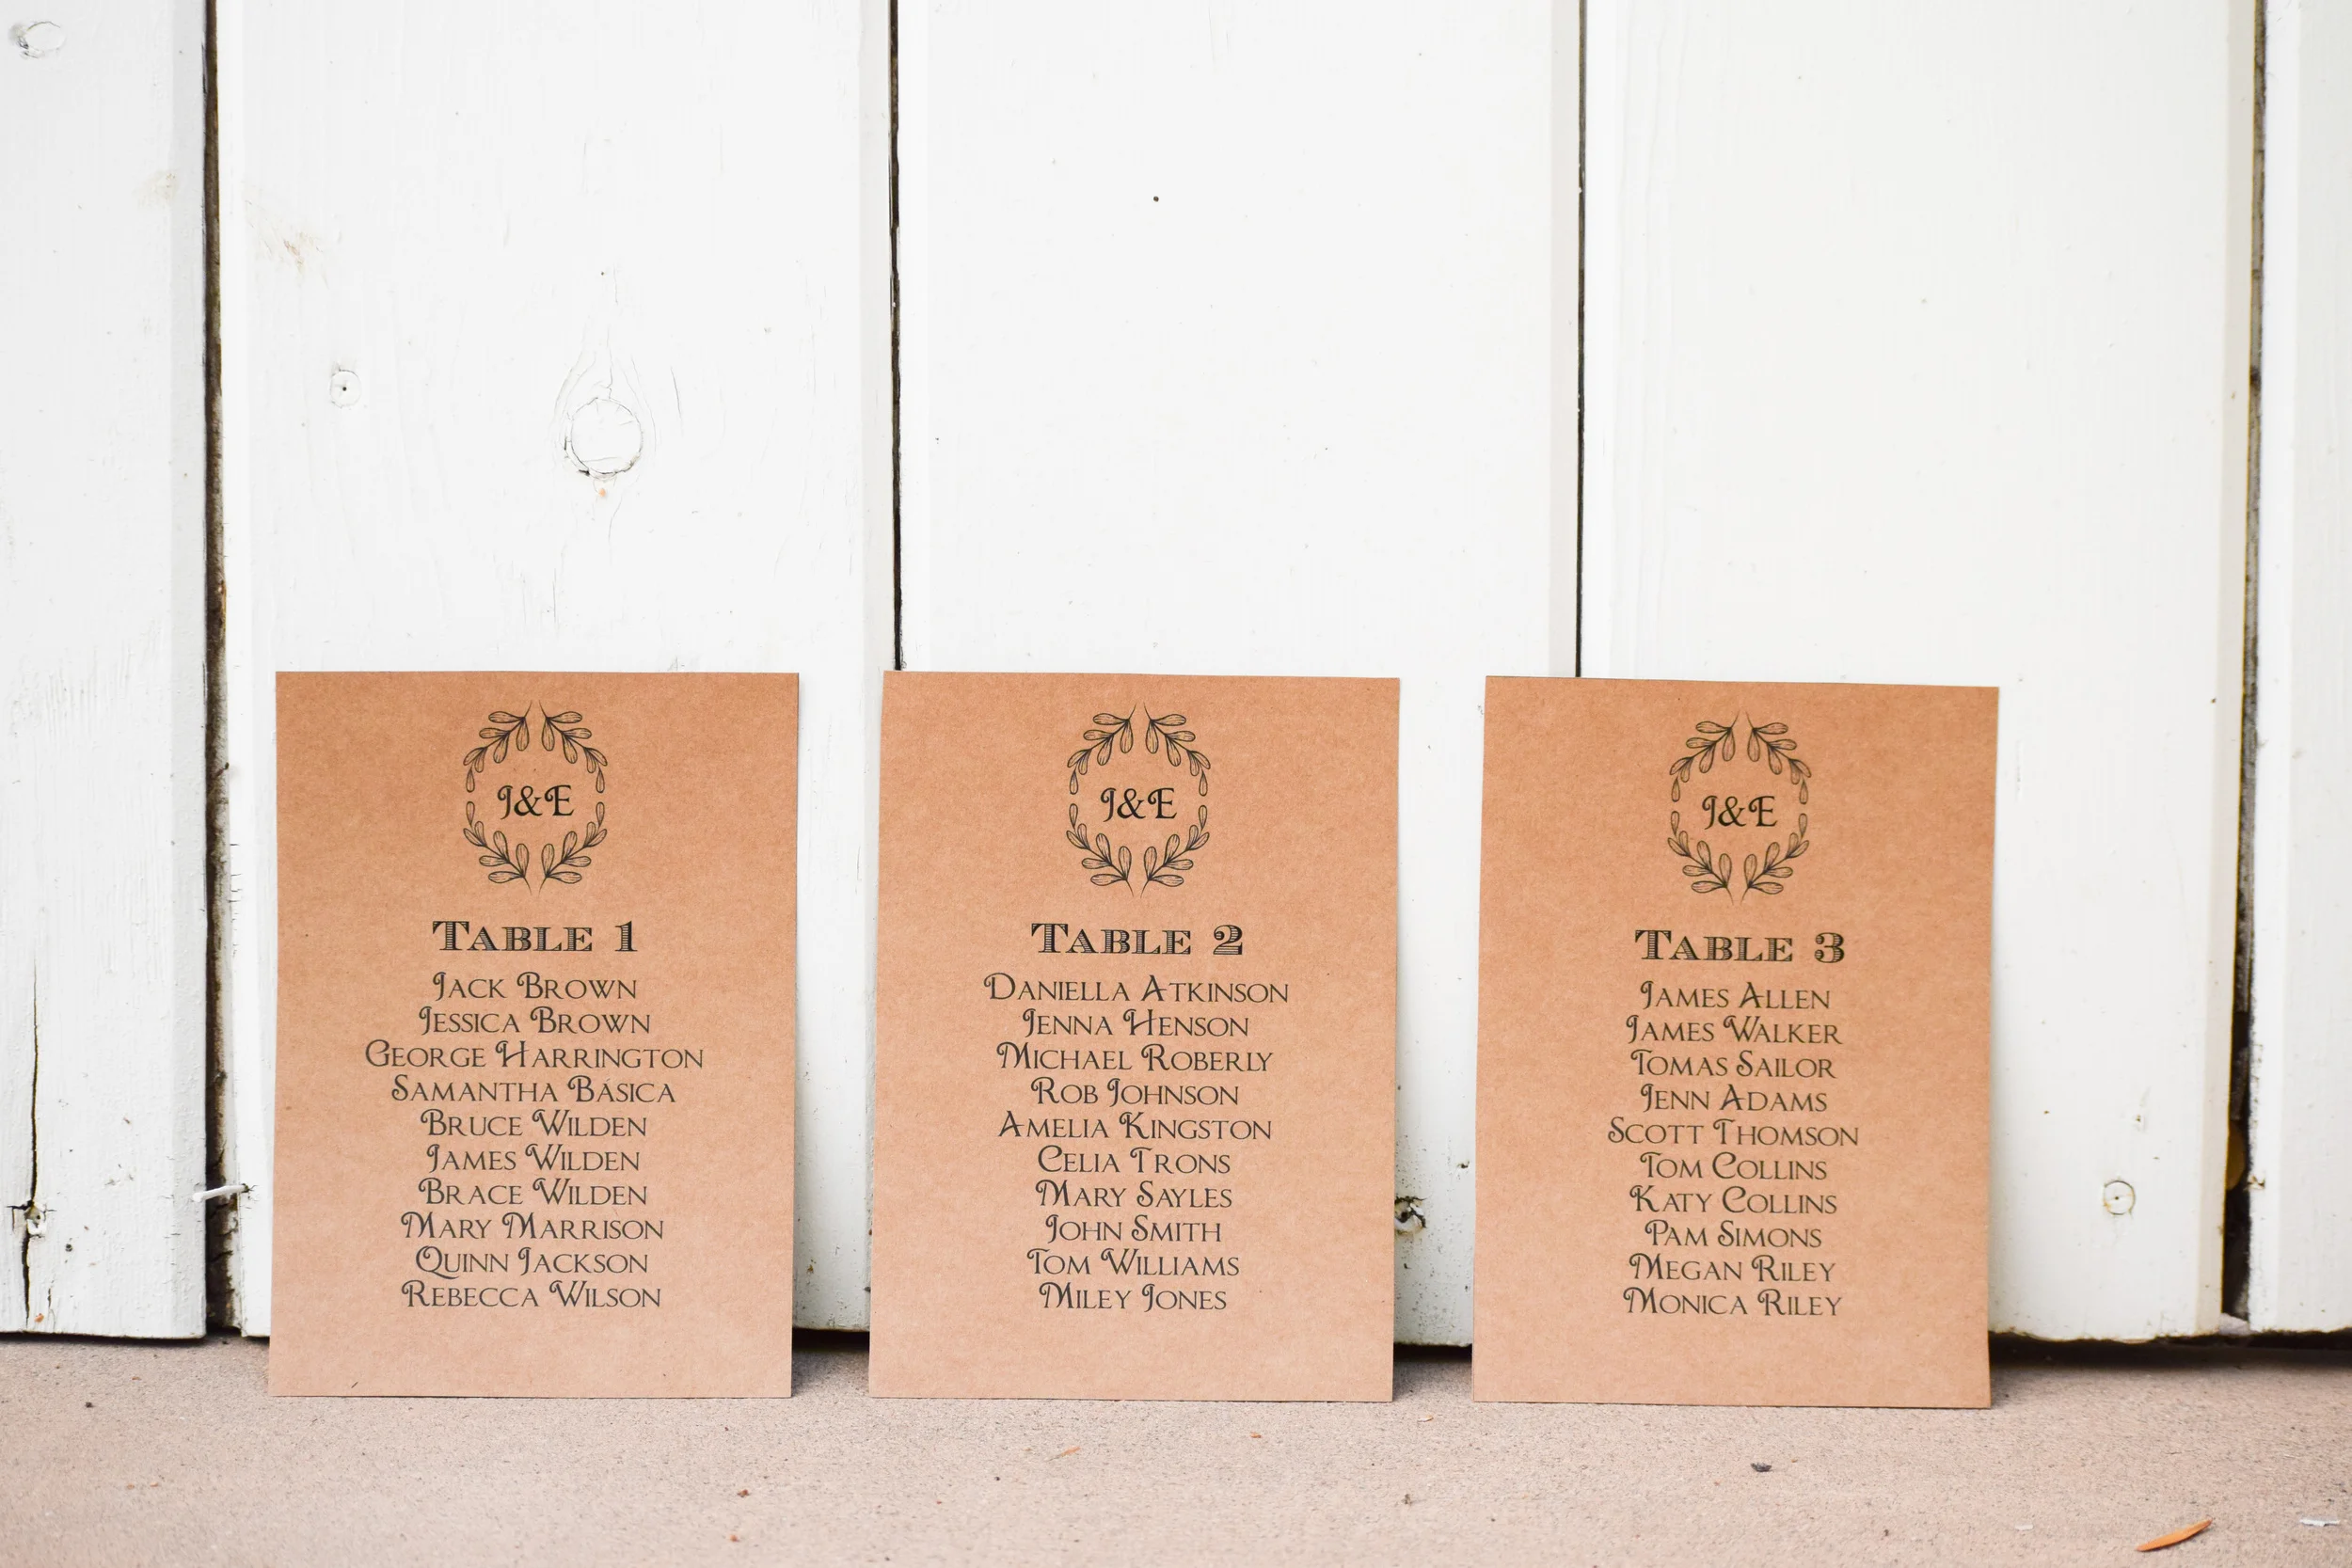 J&E
TABLE 1
JACK BROWN
JESSICA BROWN
GEORGE HARRINGTON
SAMANTHA BÁSICA
BRUCE WILDEN
JAMES WILDEN
BRACE WILDEN
MARY MARRISON
QUINN JACKSON
REBECCA WILSON
J&E
TABLE 2
DANIELLA ATKINSON
JENNA HENSON
MICHAEL ROBERLY
ROB JOHNSON
AMELIA KINGSTON
CELIA TRONS
MARY SAYLES
JOHN SMITH
TOM WILLIAMS
MILEY JONES
J&E
TABLE 3
JAMES ALLEN
JAMES WALKER
TOMAS SAILOR
JENN ADAMS
SCOTT THOMSON
TOM COLLINS
KATY COLLINS
PAM SIMONS
MEGAN RILEY
MONICA RILEY